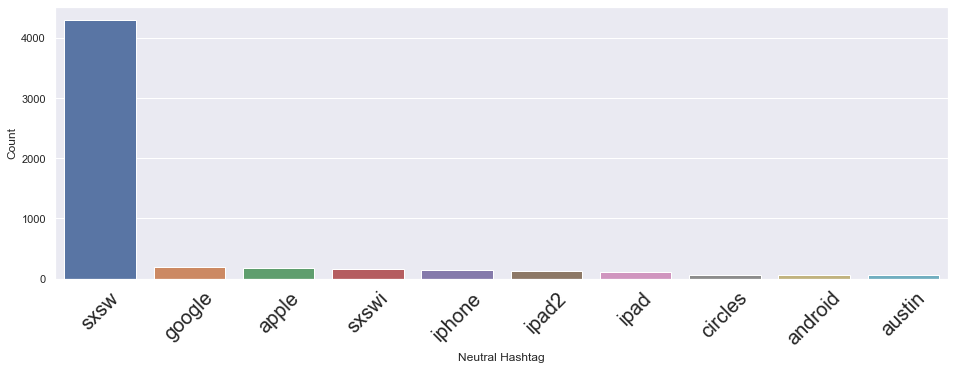 4000
3000
2000
1000
0
Count
sxsw
google
apple
sxswi
iphone
ipad2
ipad
circles
android
austin
Neutral Hashtag